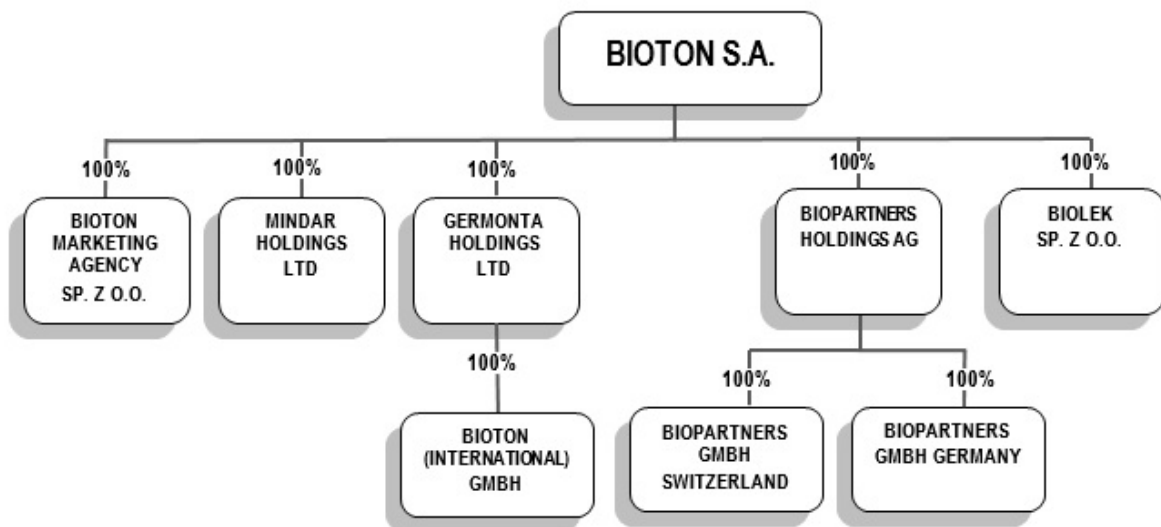 BIOTON S.A.
100%
100%
100%
100%
100%
BIOTON
MARKETING
AGENCY
SP. Z O.O.
MINDAR
HOLDINGS
LTD
GERMONTA
HOLDINGS
LTD
BIOPARTNERS
HOLDINGS AG
BIOLEK
SP. Z O.O.
100%
100%
100%
BIOTON
(INTERNATIONAL)
GMBH
BIOPARTNERS
GMBH
SWITZERLAND
BIOPARTNERS
GMBH GERMANY